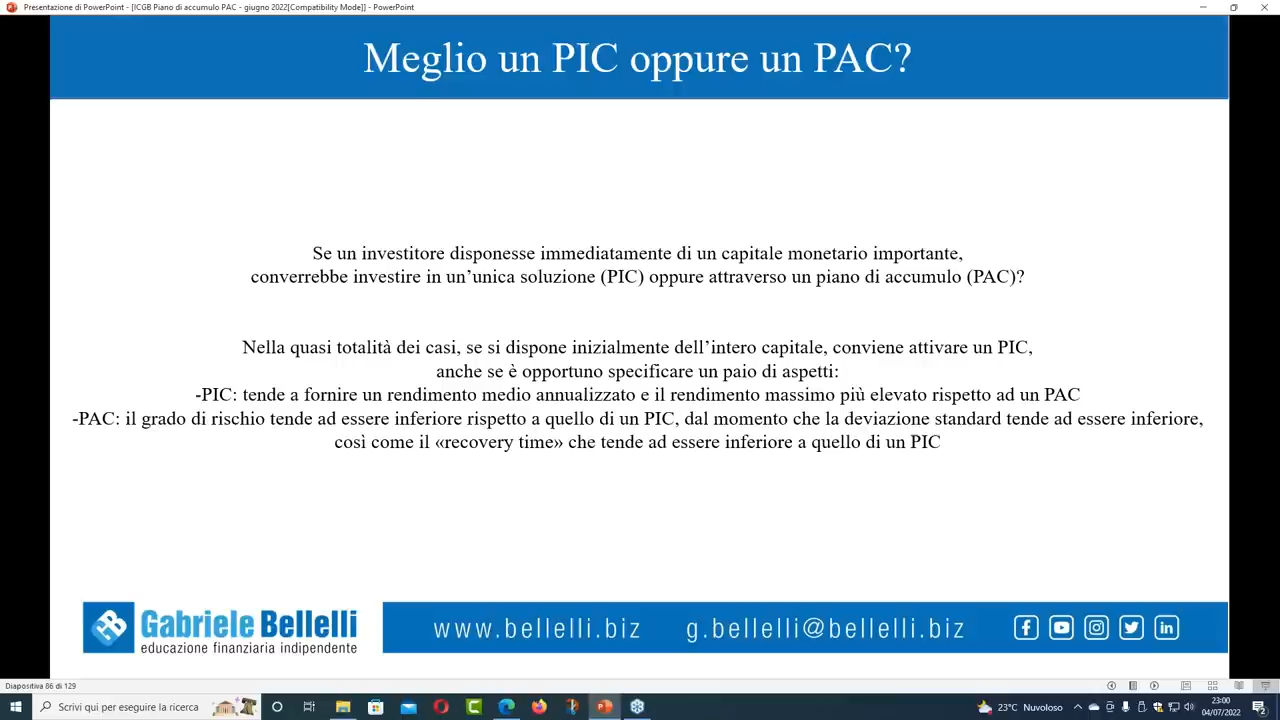 Presentazione di PowerPoint - [ICGB Piano di accumulo PAC - giugno 2022[Compatibility Mode]] - PowerPoint
Meglio un PIC oppure un PAC?
Se un investitore disponesse immediatamente di un capitale monetario importante,
converrebbe investire in un’unica soluzione (PIC) oppure attraverso un piano di accumulo (PAC)?
Nella quasi totalità dei casi, se si dispone inizialmente dell’intero capitale, conviene attivare un PIC,
anche se è opportuno specificare un paio di aspetti:
-PIC: tende a fornire un rendimento medio annualizzato e il rendimento massimo più elevato rispetto ad un PAC
-PAC: il grado di rischio tende ad essere inferiore rispetto a quello di un PIC, dal momento che la deviazione standard tende ad essere inferiore,
così come il «recovery time» che tende ad essere inferiore a quello di un PIC
Gabriele Bellelli
educazione finanziaria indipendente
www.bellelli.biz g.bellelli@bellelli.biz
Diapositiva 86 di 129
Scrivi qui per eseguire la ricerca
23°C Nuvoloso
23:00
04/07/2022